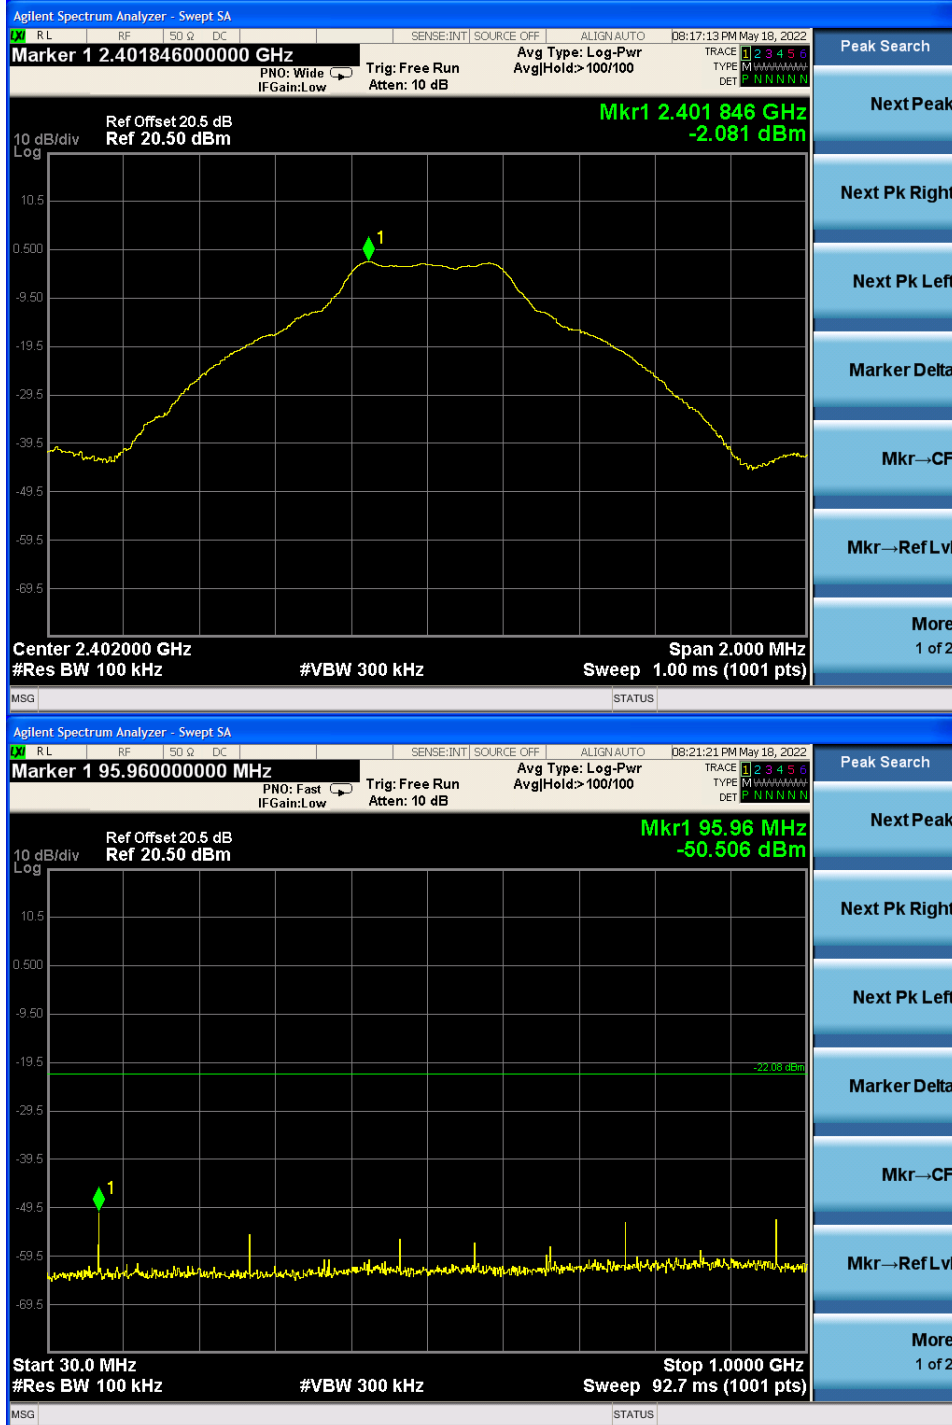 Agilent Spectrum Analyzer - Swept SA
LXI RL RF 50 Ω DC SENSE:INT SOURCE OFF ALIGN AUTO 08:17:13 PM May 18, 2022
Marker 1 2.401846000000 GHz
PNO: Wide
IFGain:Low
Trig: Free Run
Atten: 10 dB
Avg Type: Log-Pwr
Avg|Hold:>100/100
TRACE 1 2 3 4 5 6
TYPE M
DET P N N N N N
Peak Search
Mkr1 2.401 846 GHz
-2.081 dBm
Ref Offset 20.5 dB
10 dB/div Ref 20.50 dBm
Log
10.5
0.500
-9.50
-19.5
-29.5
-39.5
-49.5
-59.5
-69.5
1
Center 2.402000 GHz Span 2.000 MHz
#Res BW 100 kHz #VBW 300 kHz Sweep 1.00 ms (1001 pts)
MSG STATUS
Next Peak
Next Pk Right
Next Pk Left
Marker Delta
Mkr→CF
Mkr→Ref Lvl
More
1 of 2
Agilent Spectrum Analyzer - Swept SA
LXI RL RF 50 Ω DC SENSE:INT SOURCE OFF ALIGN AUTO 08:21:21 PM May 18, 2022
Marker 1 95.960000000 MHz
PNO: Fast
IFGain:Low
Trig: Free Run
Atten: 10 dB
Avg Type: Log-Pwr
Avg|Hold:>100/100
TRACE 1 2 3 4 5 6
TYPE M
DET P N N N N N
Peak Search
Mkr1 95.96 MHz
-50.506 dBm
Ref Offset 20.5 dB
10 dB/div Ref 20.50 dBm
Log
10.5
0.500
-9.50
-19.5
-22.08 dBm
-29.5
-39.5
-49.5
-59.5
-69.5
1
Start 30.0 MHz Stop 1.0000 GHz
#Res BW 100 kHz #VBW 300 kHz Sweep 92.7 ms (1001 pts)
MSG STATUS
Next Peak
Next Pk Right
Next Pk Left
Marker Delta
Mkr→CF
Mkr→Ref Lvl
More
1 of 2